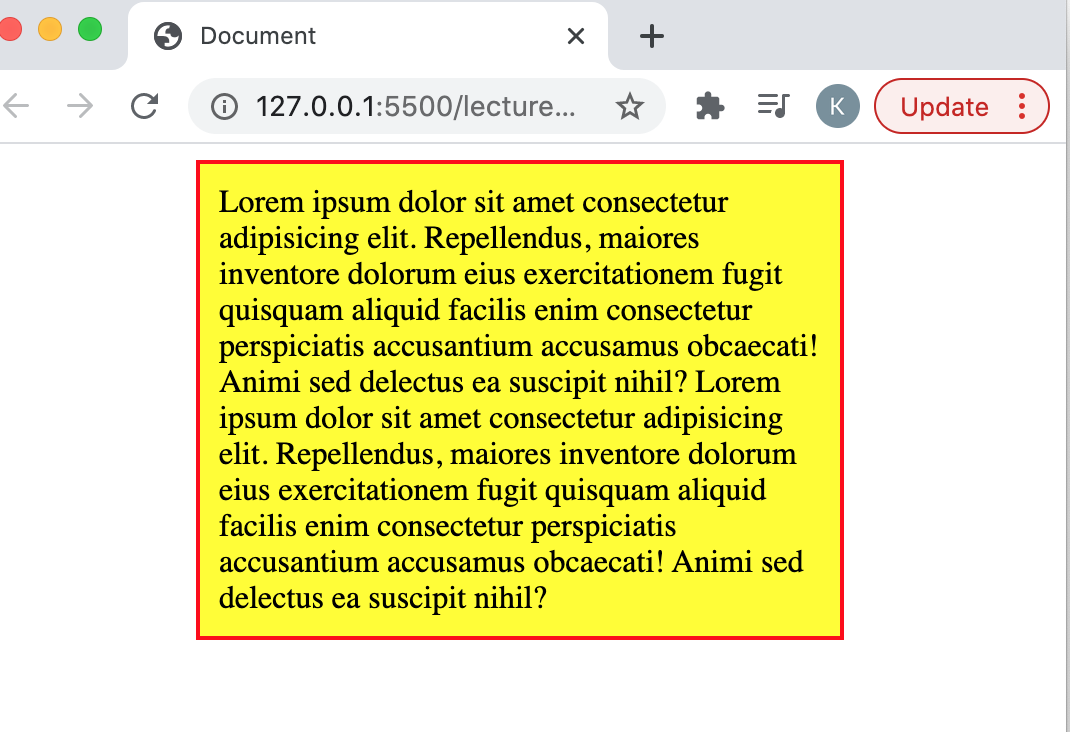 Document
127.0.0.1:5500/lecture...
K
Update
Lorem ipsum dolor sit amet consectetur
adipisicing elit. Repellendus, maiores
inventore dolorum eius exercitationem fugit
quisquam aliquid facilis enim consectetur
perspiciatis accusantium accusamus obcaecati!
Animi sed delectus ea suscipit nihil? Lorem
ipsum dolor sit amet consectetur adipisicing
elit. Repellendus, maiores inventore dolorum
eius exercitationem fugit quisquam aliquid
facilis enim consectetur perspiciatis
accusantium accusamus obcaecati! Animi sed
delectus ea suscipit nihil?